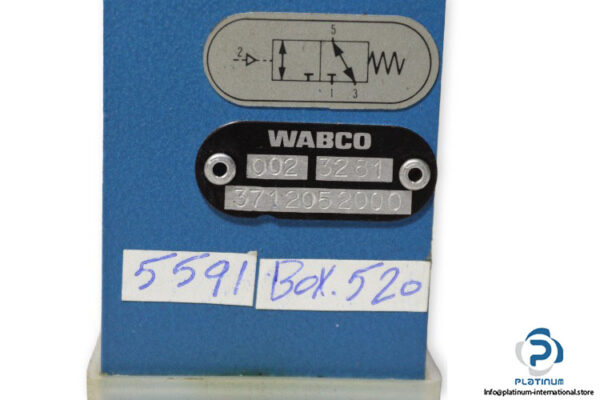 5
2
1 3
WABCO
002 3281
3712052000
5591 Box.520
PLATINUM
Info@platinum-international.store